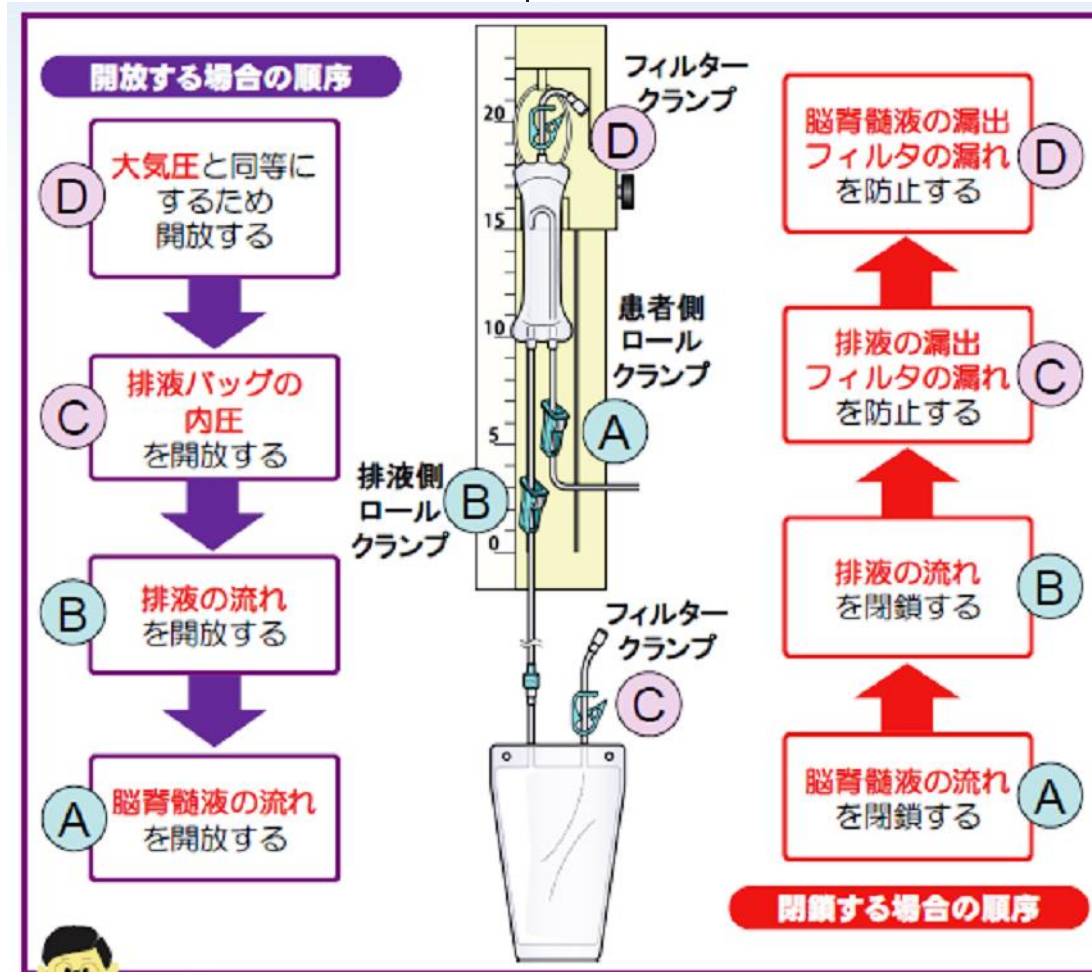 開放する場合の順序
D
大気圧と同等に
するため
開放する
C
排液バッグの
内圧
を開放する
B
排液の流れ
を開放する
A
脳脊髄液の流れ
を開放する
フィルター
クランプ
D
20
15
10
5
0
患者側
ロール
クランプ
A
排液側
ロール
クランプ
B
フィルター
クランプ
C
脳脊髄液の漏出
フィルタの漏れ
を防止する
D
排液の漏出
フィルタの漏れ
を防止する
C
排液の流れ
を閉鎖する
B
脳脊髄液の流れ
を閉鎖する
A
閉鎖する場合の順序